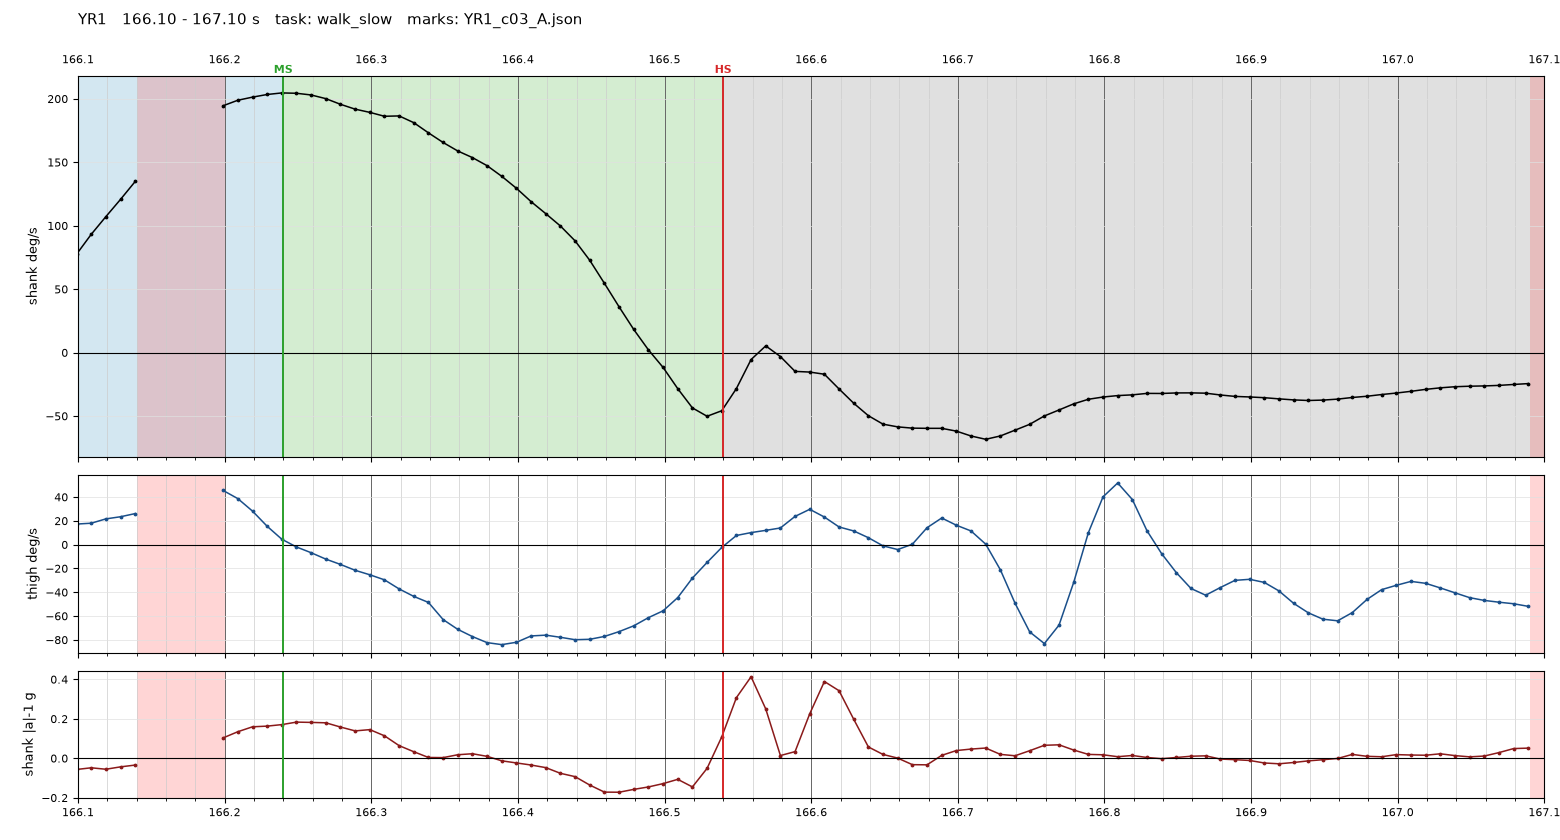 YR1 166.10 - 167.10 s task: walk_slow marks: YR1_c03_A.json
166.1 166.2 166.3 166.4 166.5 166.6 166.7 166.8 166.9 167.0 167.1
MS HS
shank deg/s
200
150
100
50
0
−50
thigh deg/s
40
20
0
−20
−40
−60
−80
shank |a|-1 g
0.4
0.2
0.0
−0.2
166.1 166.2 166.3 166.4 166.5 166.6 166.7 166.8 166.9 167.0 167.1